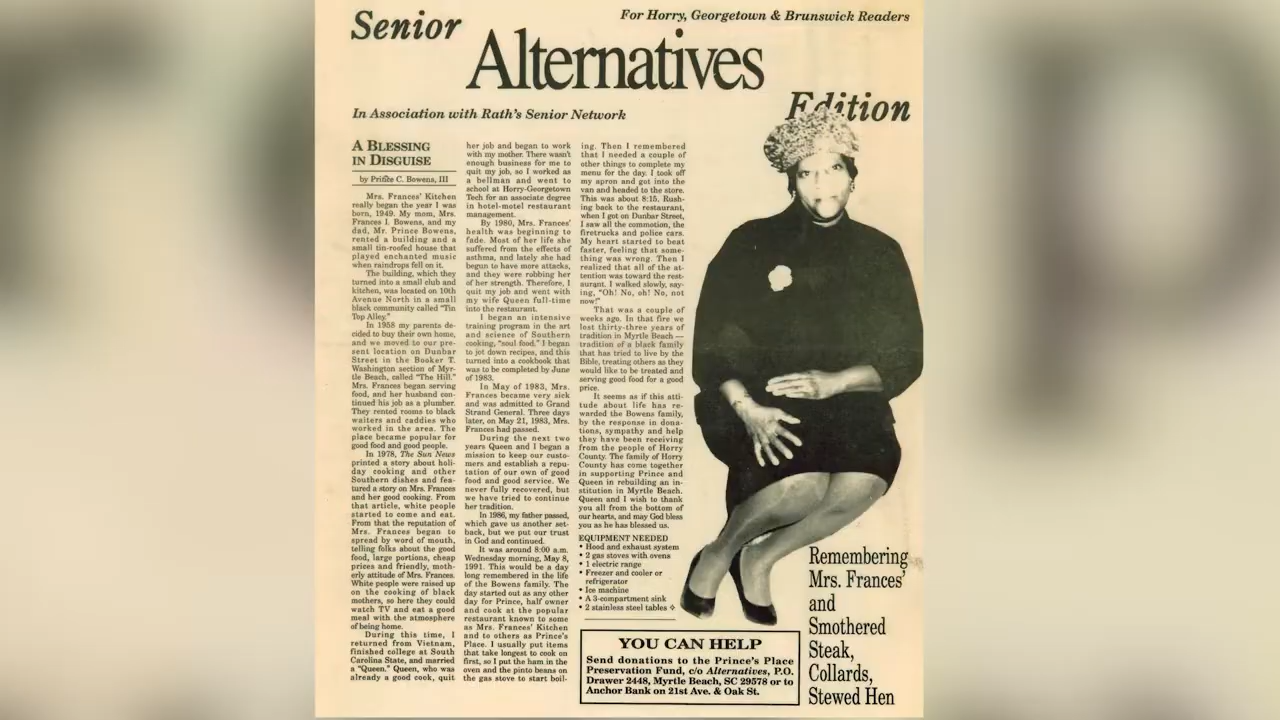 Senior
For Horry, Georgetown & Brunswick Readers
Alternatives
Edition
In Association with Rath's Senior Network
A BLESSING
IN DISGUISE
by Prince C. Bowens, III
Mrs. Frances' Kitchen
really began the year I was
born, 1949. My mom, Mrs.
Frances I. Bowens, and my
dad, Mr. Prince Bowens,
rented a building and a
small tin-roofed house that
played enchanted music
when raindrops fell on it.
The building, which they
turned into a small club and
kitchen, was located on 10th
Avenue North in a small
black community called "Tin
Top Alley."
In 1958 my parents de-
cided to buy their own home,
and we moved to our pre-
sent location on Dunbar
Street in the Booker T.
Washington section of Myr-
tle Beach, called "The Hill."
Mrs. Frances began serving
food, and her husband con-
tinued his job as a plumber.
They rented rooms to black
waiters and caddies who
worked in the area. The
place became popular for
good food and good people.
In 1978, The Sun News
printed a story about holi-
day cooking and other
Southern dishes and fea-
tured a story on Mrs. Frances
and her good cooking. From
that article, white people
started to come and eat.
From that the reputation of
Mrs. Frances began to
spread by word of mouth,
telling folks about the good
food, large portions, cheap
prices and friendly, moth-
erly attitude of Mrs. Frances.
White people were raised up
on the cooking of black
mothers, so here they could
watch TV and eat a good
meal with the atmosphere
of being home.
During this time, I
returned from Vietnam,
finished college at South
Carolina State, and married
a "Queen." Queen, who was
already a good cook, quit
her job and began to work
with my mother. There wasn't
enough business for me to
quit my job, so I worked as
a bellman and went to
school at Horry-Georgetown
Tech for an associate degree
in hotel-motel restaurant
management.
By 1980, Mrs. Frances'
health was beginning to
fade. Most of her life she
suffered from the effects of
asthma, and lately she had
begun to have more attacks,
and they were robbing her
of her strength. Therefore, I
quit my job and went with
my wife Queen full-time
into the restaurant.
I began an intensive
training program in the art
and science of Southern
cooking, "soul food." I began
to jot down recipes, and this
turned into a cookbook that
was to be completed by June
of 1983.
In May of 1983, Mrs.
Frances became very sick
and was admitted to Grand
Strand General. Three days
later, on May 21, 1983, Mrs.
Frances had passed.
During the next two
years Queen and I began a
mission to keep our custo-
mers and establish a repu-
tation of our own of good
food and good service. We
never fully recovered, but
we have tried to continue
her tradition.
In 1986, my father passed,
which gave us another set-
back, but we put our trust
in God and continued.
It was around 8:00 a.m.
Wednesday morning, May 8,
1991. This would be a day
long remembered in the life
of the Bowens family. The
day started out as any other
day for Prince, half owner
and cook at the popular
restaurant known to some
as Mrs. Frances' Kitchen
and to others as Prince's
Place. I usually put items
that take longest to cook on
first, so I put the ham in the
oven and the pinto beans on
the gas stove to start boil-
ing. Then I remembered
that I needed a couple of
other things to complete my
menu for the day. I took off
my apron and got into the
van and headed to the store.
This was about 8:15. Rush-
ing back to the restaurant,
when I got on Dunbar Street,
I saw all the commotion, the
firetrucks and police cars.
My heart started to beat
faster, feeling that some-
thing was wrong. Then I
realized that all of the at-
tention was toward the rest-
aurant. I walked slowly, say-
ing, "Oh! No, oh! No, not
now!"
That was a couple of
weeks ago. In that fire we
lost thirty-three years of
tradition in Myrtle Beach —
tradition of a black family
that has tried to live by the
Bible, treating others as they
would like to be treated and
serving good food for a good
price.
It seems as if this atti-
tude about life has re-
warded the Bowens family,
by the response in dona-
tions, sympathy and help
they have been receiving
from the people of Horry
County. The family of Horry
County has come together
in supporting Prince and
Queen in rebuilding an in-
stitution in Myrtle Beach.
Queen and I wish to thank
you all from the bottom of
our hearts, and may God bless
you as he has blessed us.
EQUIPMENT NEEDED
• Hood and exhaust system
• 2 gas stoves with ovens
• 1 electric range
• Freezer and cooler or
refrigerator
• Ice machine
• A 3-compartment sink
• 2 stainless steel tables ❖
YOU CAN HELP
Send donations to the Prince's Place
Preservation Fund, c/o Alternatives, P.O.
Drawer 2448, Myrtle Beach, SC 29578 or to
Anchor Bank on 21st Ave. & Oak St.
Remembering
Mrs. Frances'
and
Smothered
Steak,
Collards,
Stewed Hen